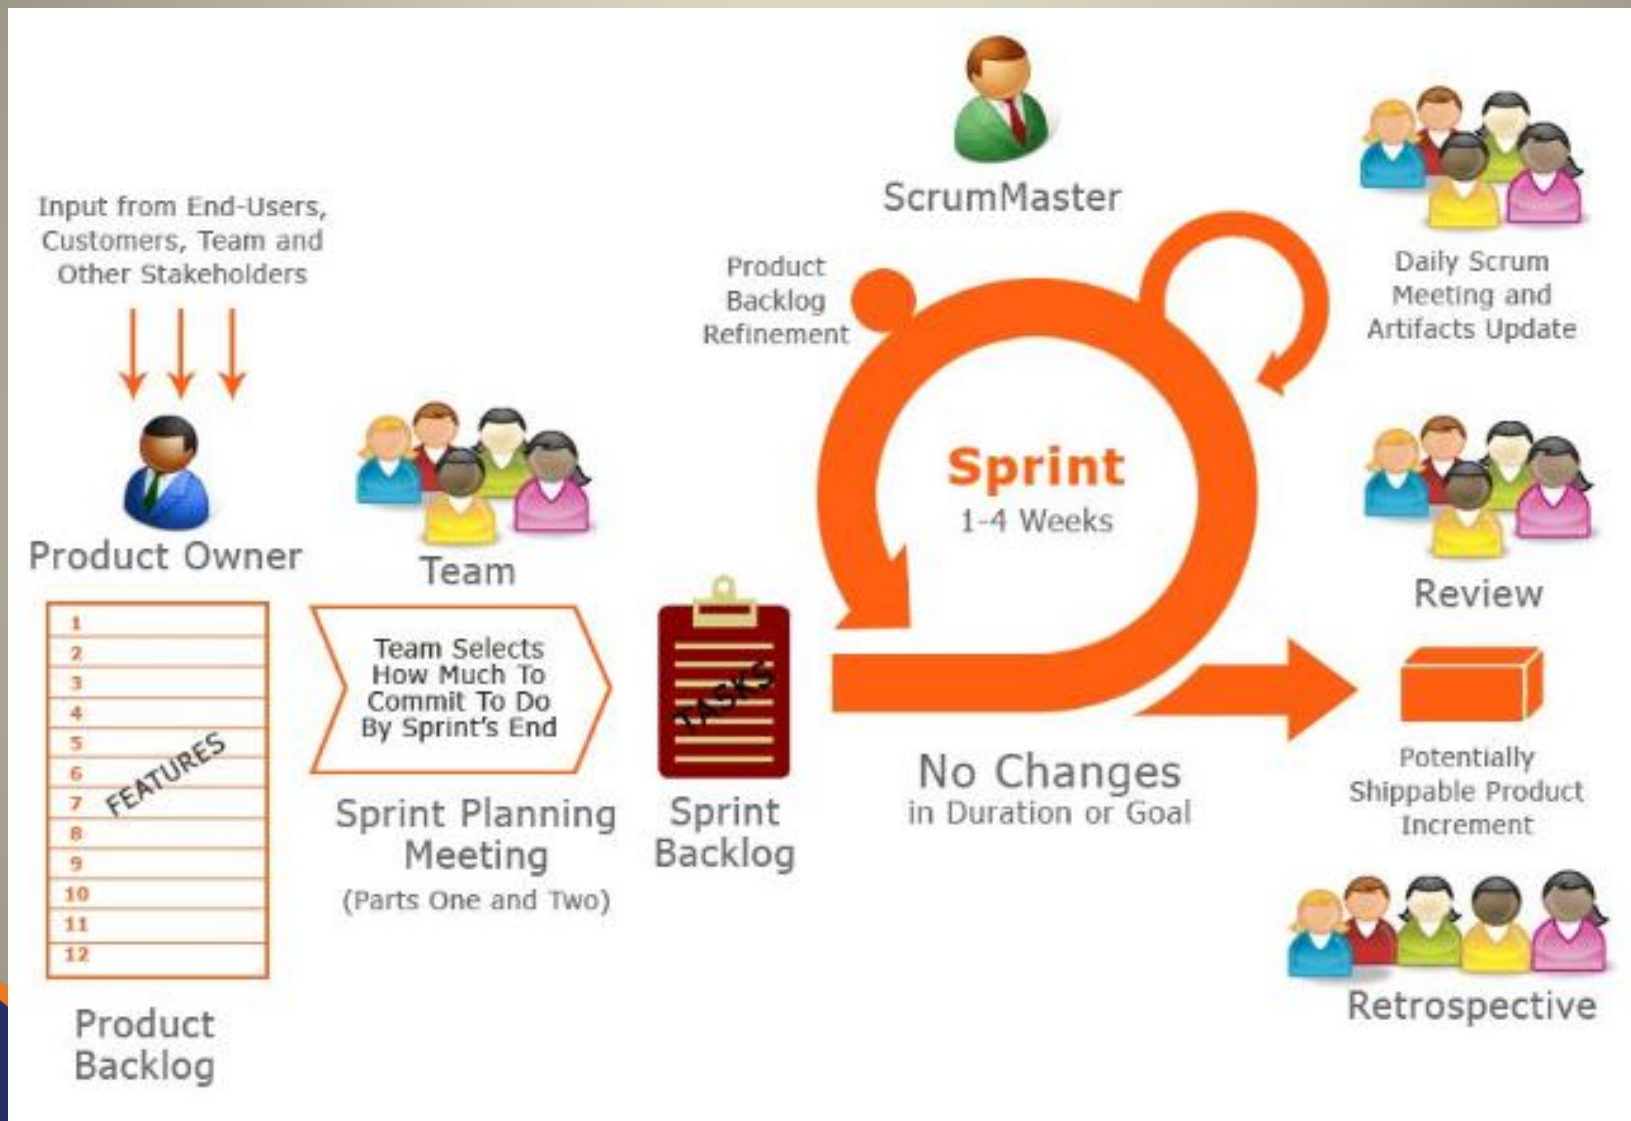 Input from End-Users,
Customers, Team and
Other Stakeholders
Product Owner
1
2
3
4
5
6
7
8
9
10
11
12
FEATURES
Product
Backlog
Team
Team Selects
How Much To
Commit To Do
By Sprint's End
Sprint Planning
Meeting
(Parts One and Two)
TASKS
Sprint
Backlog
ScrumMaster
Product
Backlog
Refinement
Sprint
1-4 Weeks
No Changes
in Duration or Goal
Daily Scrum
Meeting and
Artifacts Update
Review
Potentially
Shippable Product
Increment
Retrospective